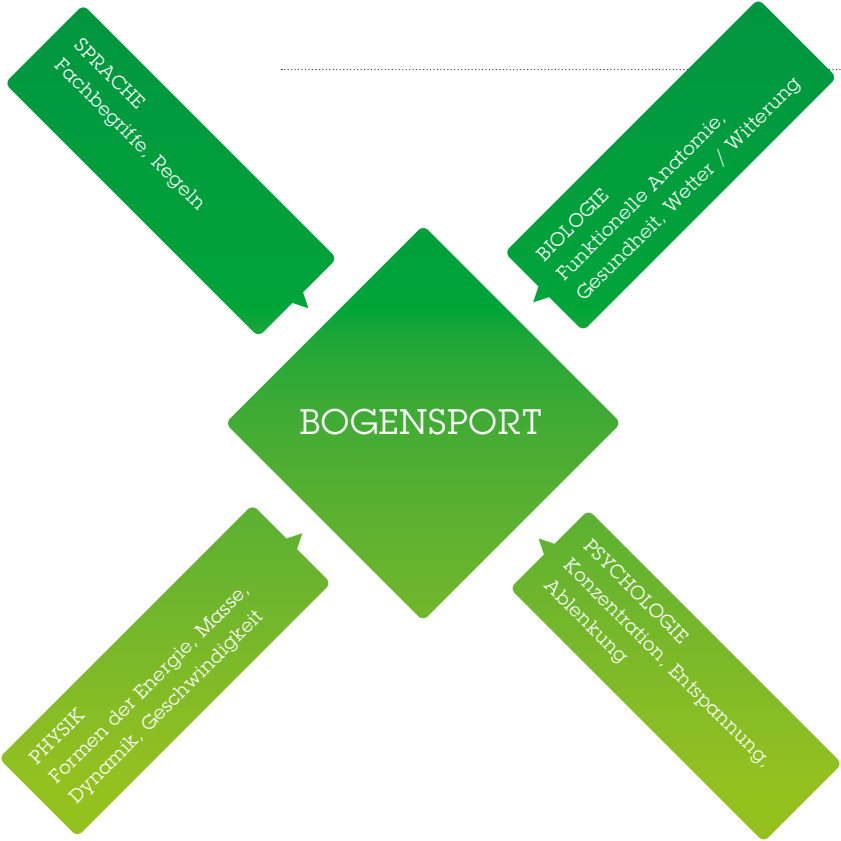 SPRACHE
Fachbegriffe, Regeln
BIOLOGIE
Funktionelle Anatomie,
Gesundheit, Wetter / Witterung
BOGENSPORT
PHYSIK
Formen der Energie, Masse,
Dynamik, Geschwindigkeit
PSYCHOLOGIE
Konzentration, Entspannung,
Ablenkung